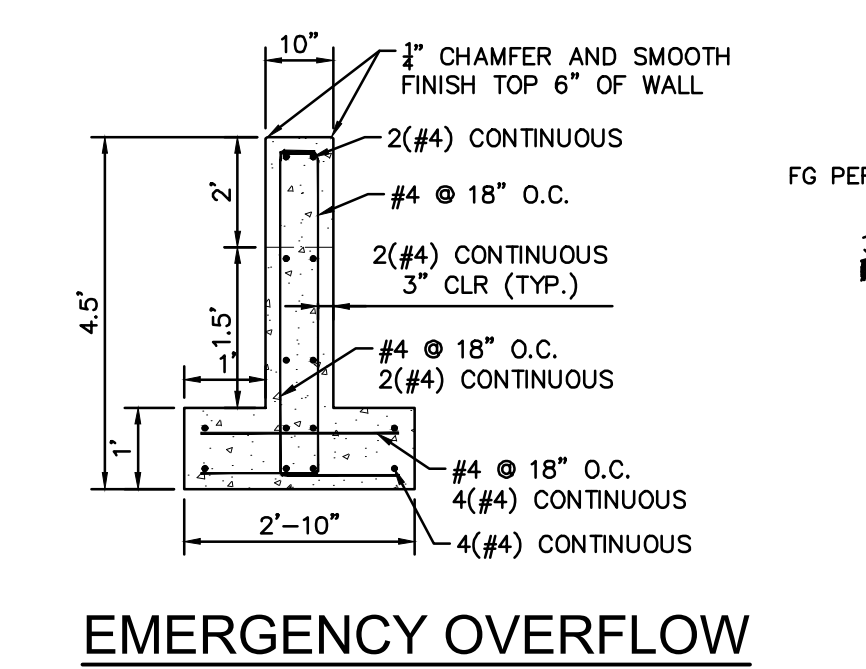 10"
1/4" CHAMFER AND SMOOTH
FINISH TOP 6" OF WALL
2(#4) CONTINUOUS
#4 @ 18" O.C.
FG PER
2'
2(#4) CONTINUOUS
3" CLR (TYP.)
4.5'
1.5'
1'
#4 @ 18" O.C.
2(#4) CONTINUOUS
1'
#4 @ 18" O.C.
4(#4) CONTINUOUS
2'-10"
4(#4) CONTINUOUS
EMERGENCY OVERFLOW